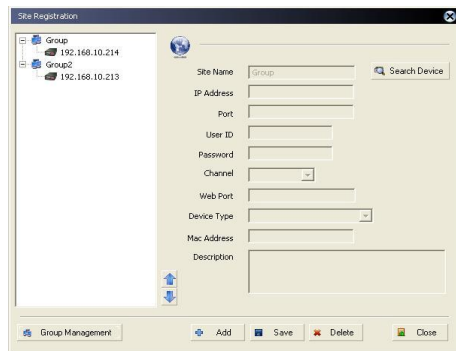 Site Registration
Group
192.168.10.214
Group2
192.168.10.213
Site Name
Group
Search Device
IP Address
Port
User ID
Password
Channel
Web Port
Device Type
Mac Address
Description
Group Management
Add
Save
Delete
Close